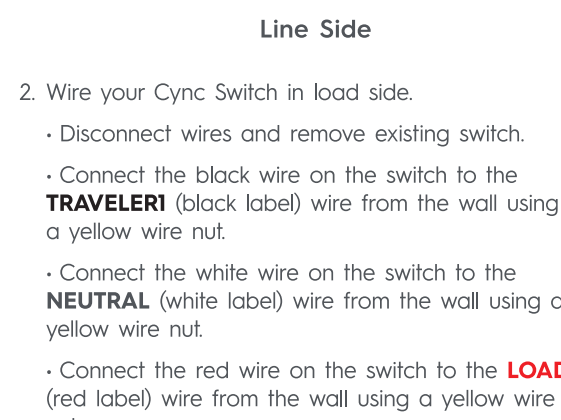 Line Side
2. Wire your Cync Switch in load side.
• Disconnect wires and remove existing switch.
• Connect the black wire on the switch to the
TRAVELER1 (black label) wire from the wall using
a yellow wire nut.
• Connect the white wire on the switch to the
NEUTRAL (white label) wire from the wall using
yellow wire nut.
• Connect the red wire on the switch to the LOAD
(red label) wire from the wall using a yellow wire